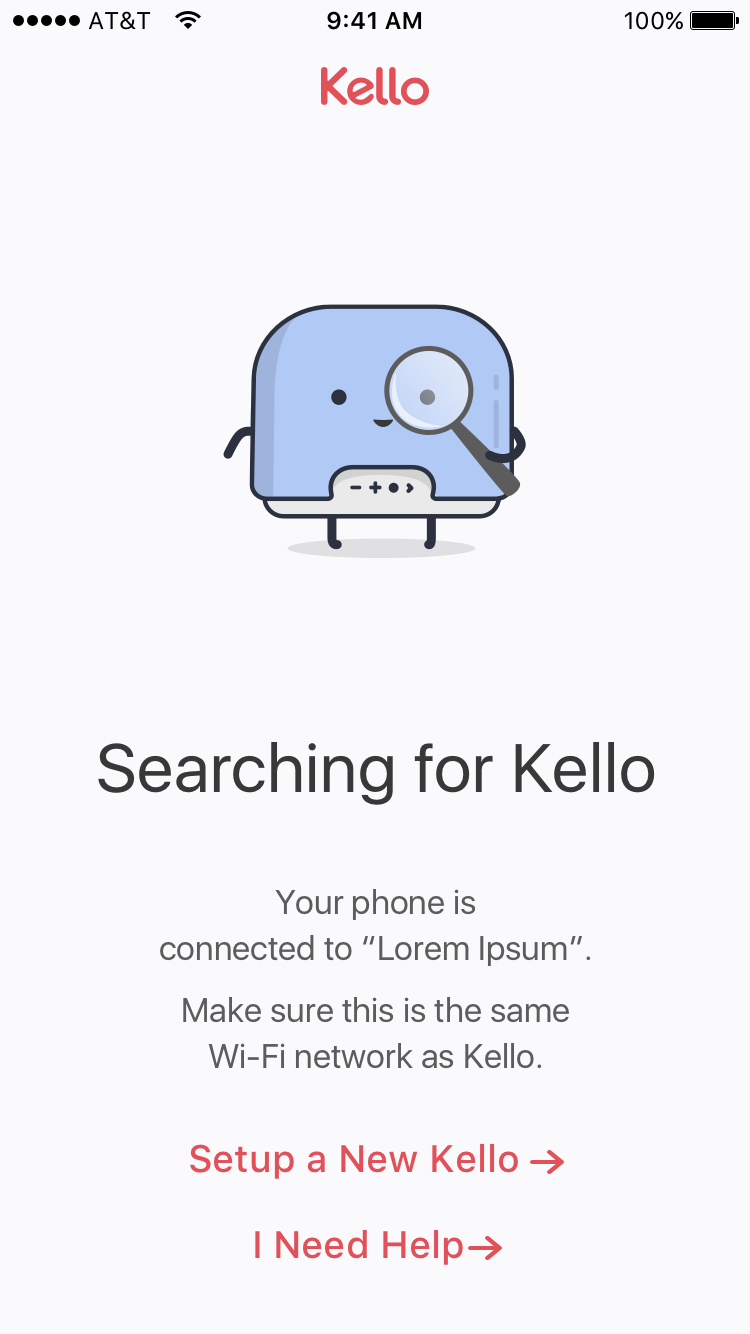 AT&T 9:41 AM 100%
Kello
Searching for Kello
Your phone is
connected to “Lorem Ipsum”.
Make sure this is the same
Wi-Fi network as Kello.
Setup a New Kello →
I Need Help→